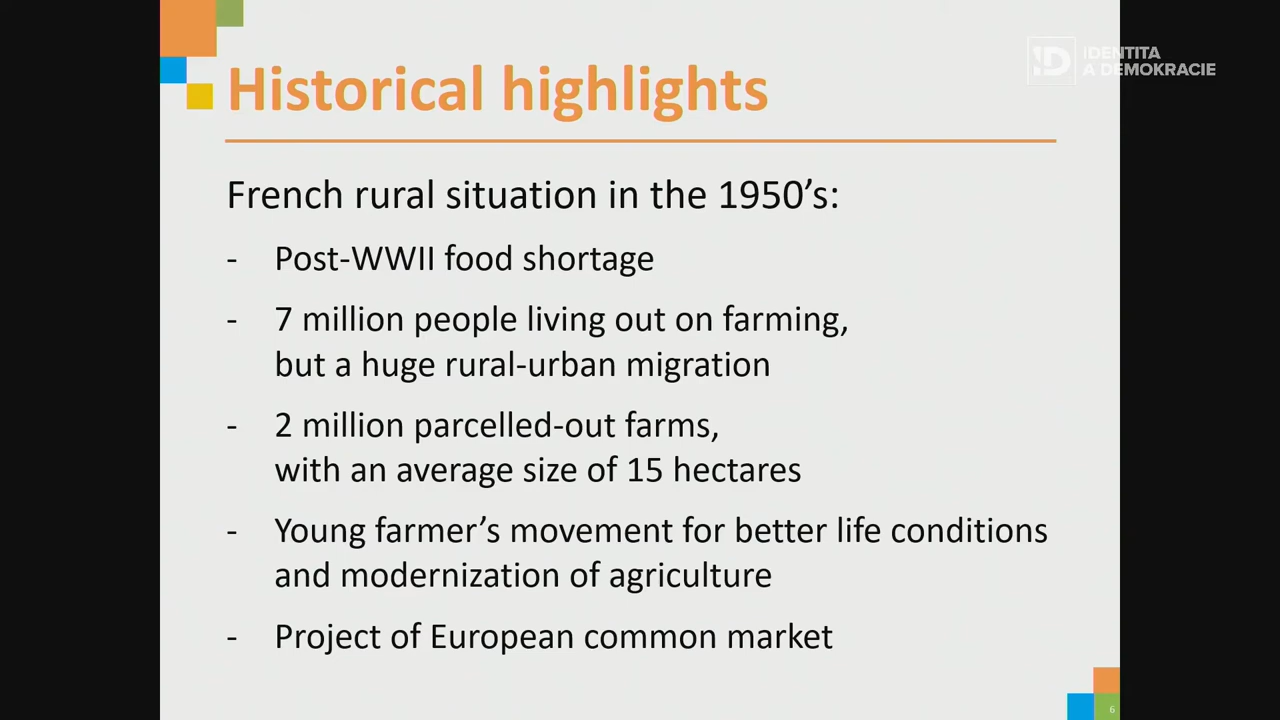 ID IDENTITA
A DEMOKRACIE
Historical highlights
French rural situation in the 1950’s:
- Post-WWII food shortage
- 7 million people living out on farming,
but a huge rural-urban migration
- 2 million parcelled-out farms,
with an average size of 15 hectares
- Young farmer’s movement for better life conditions
and modernization of agriculture
- Project of European common market
6